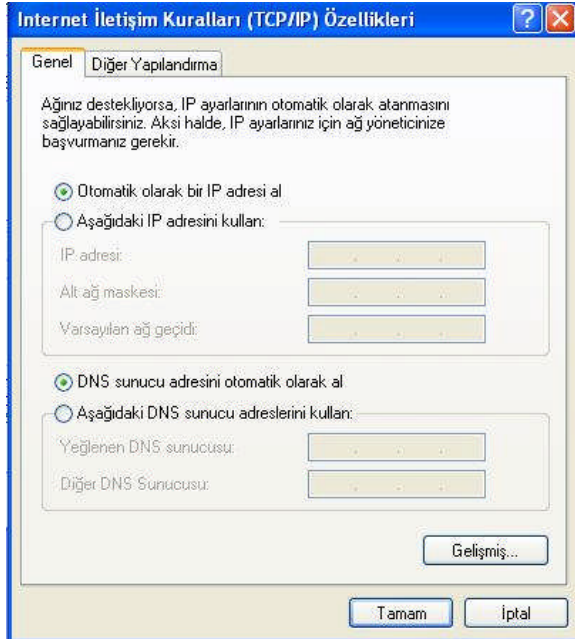 Internet İletişim Kuralları (TCP/IP) Özellikleri
Genel
Diğer Yapılandırma
Ağınız destekliyorsa, IP ayarlarının otomatik olarak atanmasını
sağlayabilirsiniz. Aksi halde, IP ayarlarınız için ağ yöneticinize
başvurmanız gerekir.
Otomatik olarak bir IP adresi al
Aşağıdaki IP adresini kullan:
IP adresi:
Alt ağ maskesi:
Varsayılan ağ geçidi:
DNS sunucu adresini otomatik olarak al
Aşağıdaki DNS sunucu adreslerini kullan:
Yeğlenen DNS sunucusu:
Diğer DNS Sunucusu:
Gelişmiş...
Tamam
İptal